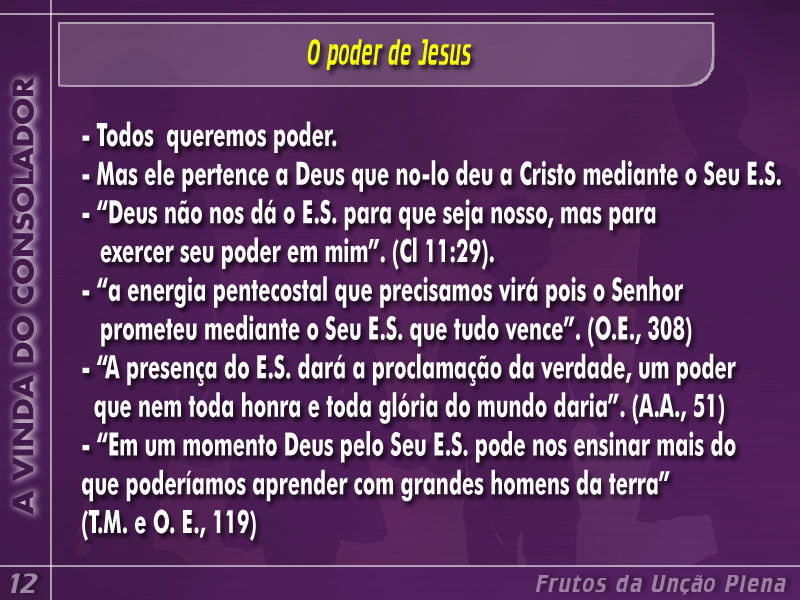 O poder de Jesus
- Todos queremos poder.
- Mas ele pertence a Deus que no-lo deu a Cristo mediante o Seu E.S.
- “Deus não nos dá o E.S. para que seja nosso, mas para
exercer seu poder em mim”. (Cl 11:29).
- “a energia pentecostal que precisamos virá pois o Senhor
prometeu mediante o Seu E.S. que tudo vence”. (O.E., 308)
- “A presença do E.S. dará a proclamação da verdade, um poder
que nem toda honra e toda glória do mundo daria”. (A.A., 51)
- “Em um momento Deus pelo Seu E.S. pode nos ensinar mais do
que poderíamos aprender com grandes homens da terra”
(T.M. e O. E., 119)
A VINDA DO CONSOLADOR
12
Frutos da Unção Plena